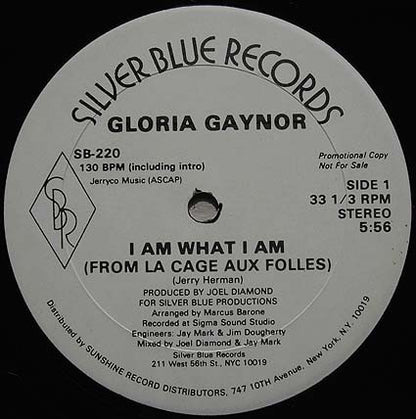 SILVER BLUE RECORDS
GLORIA GAYNOR
SB-220
130 BPM (including intro)
Jerryco Music (ASCAP)
Promotional Copy
Not For Sale
SIDE 1
33 1/3 RPM
STEREO
5:56
SBR
I AM WHAT I AM
(FROM LA CAGE AUX FOLLES)
(Jerry Herman)
PRODUCED BY JOEL DIAMOND
FOR SILVER BLUE PRODUCTIONS
Arranged by Marcus Barone
Recorded at Sigma Sound Studio
Engineers: Jay Mark & Jim Dougherty
Mixed by Joel Diamond & Jay Mark
Silver Blue Records
211 West 56th St., NYC 10019
Distributed by SUNSHINE RECORD DISTRIBUTORS, 747 10TH Avenue, New York, N.Y. 10019